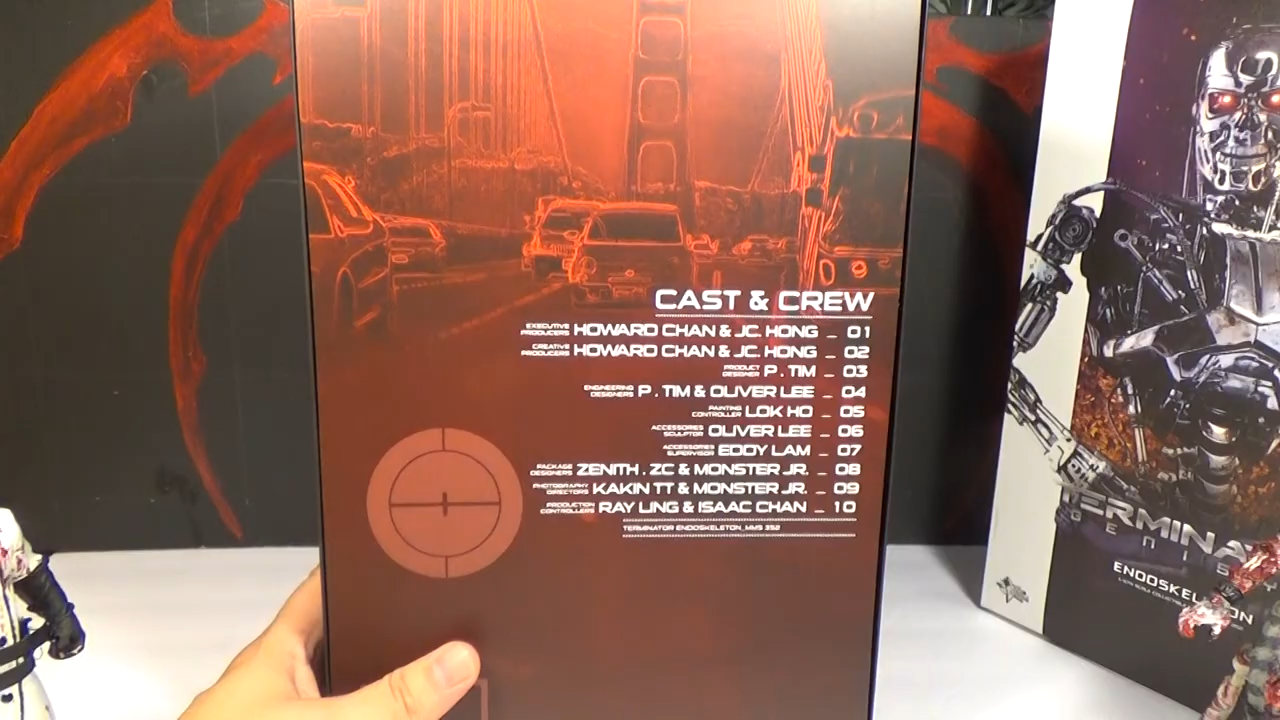 CAST & CREW
EXECUTIVE PRODUCERS HOWARD CHAN & JC. HONG _ 01
CREATIVE PRODUCERS HOWARD CHAN & JC. HONG _ 02
PRODUCT DESIGNER P . TIM _ 03
ENGINEERING DESIGNERS P . TIM & OLIVER LEE _ 04
PAINTING CONTROLLER LOK HO _ 05
ACCESSORIES SCULPTOR OLIVER LEE _ 06
ACCESSORIES SUPERVISOR EDDY LAM _ 07
PACKAGE DESIGNERS ZENITH . ZC & MONSTER JR. _ 08
PHOTOGRAPHY DIRECTORS KAKIN TT & MONSTER JR. _ 09
PRODUCTION CONTROLLERS RAY LING & ISAAC CHAN _ 10
TERMINATOR ENDOSKELETON_MMS 352
TERMINA
GENIS
ENDOSKELETON